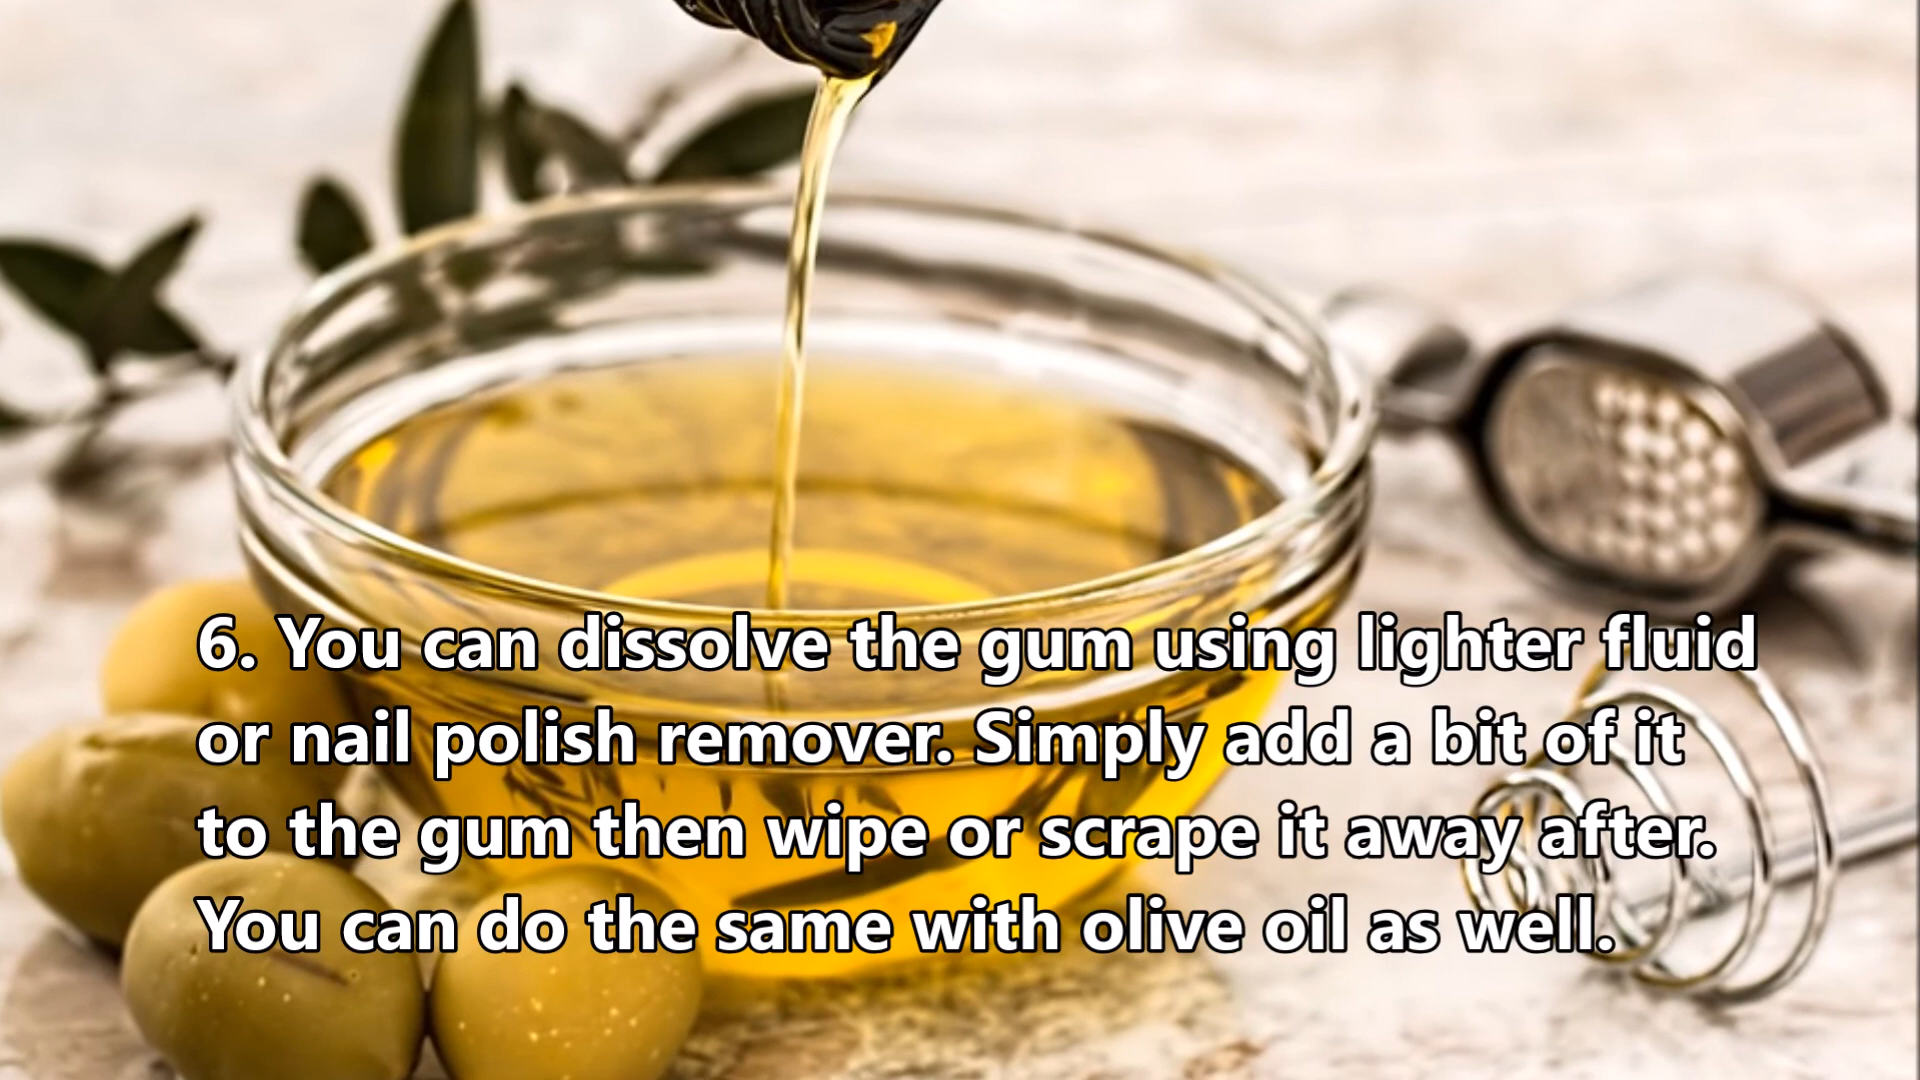 6. You can dissolve the gum using lighter fluid
or nail polish remover. Simply add a bit of it
to the gum then wipe or scrape it away after.
You can do the same with olive oil as well.